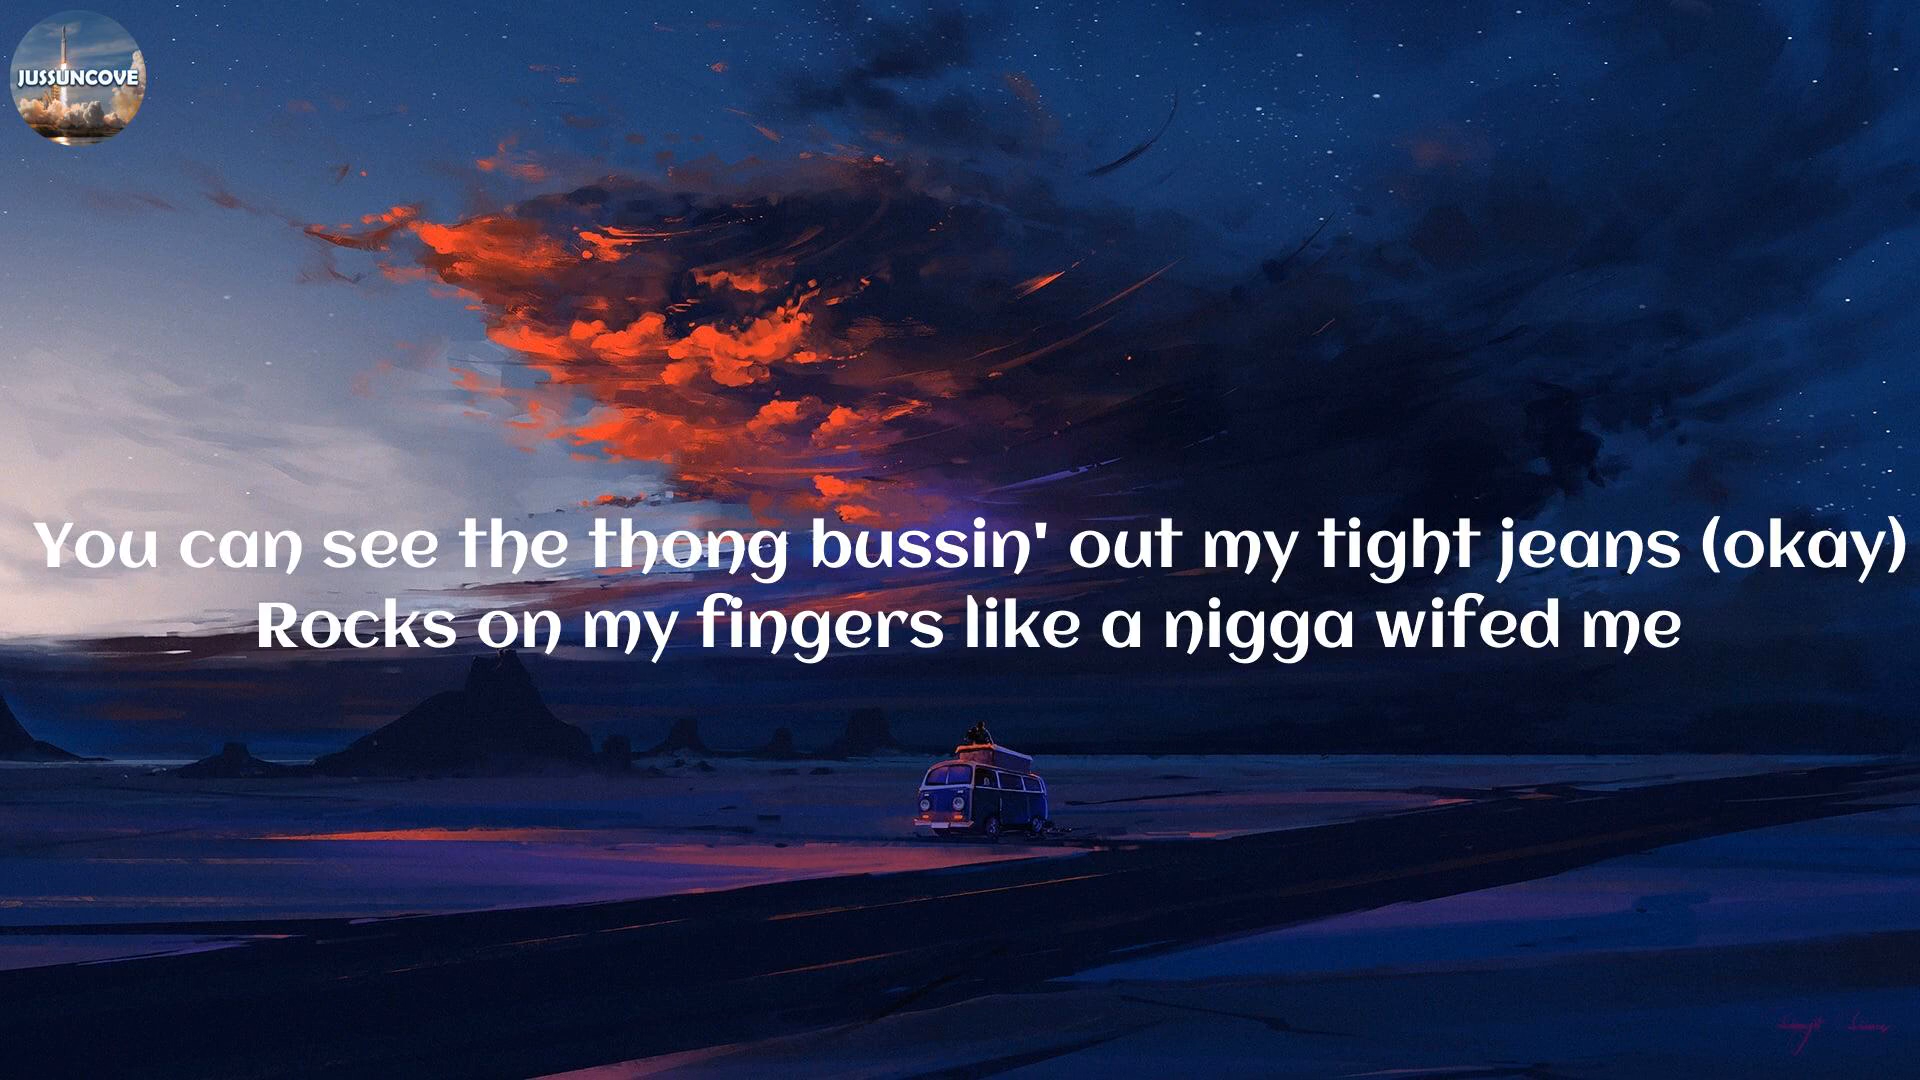 JUSSUNCOVE
You can see the thong bussin' out my tight jeans (okay)
Rocks on my fingers like a nigga wifed me